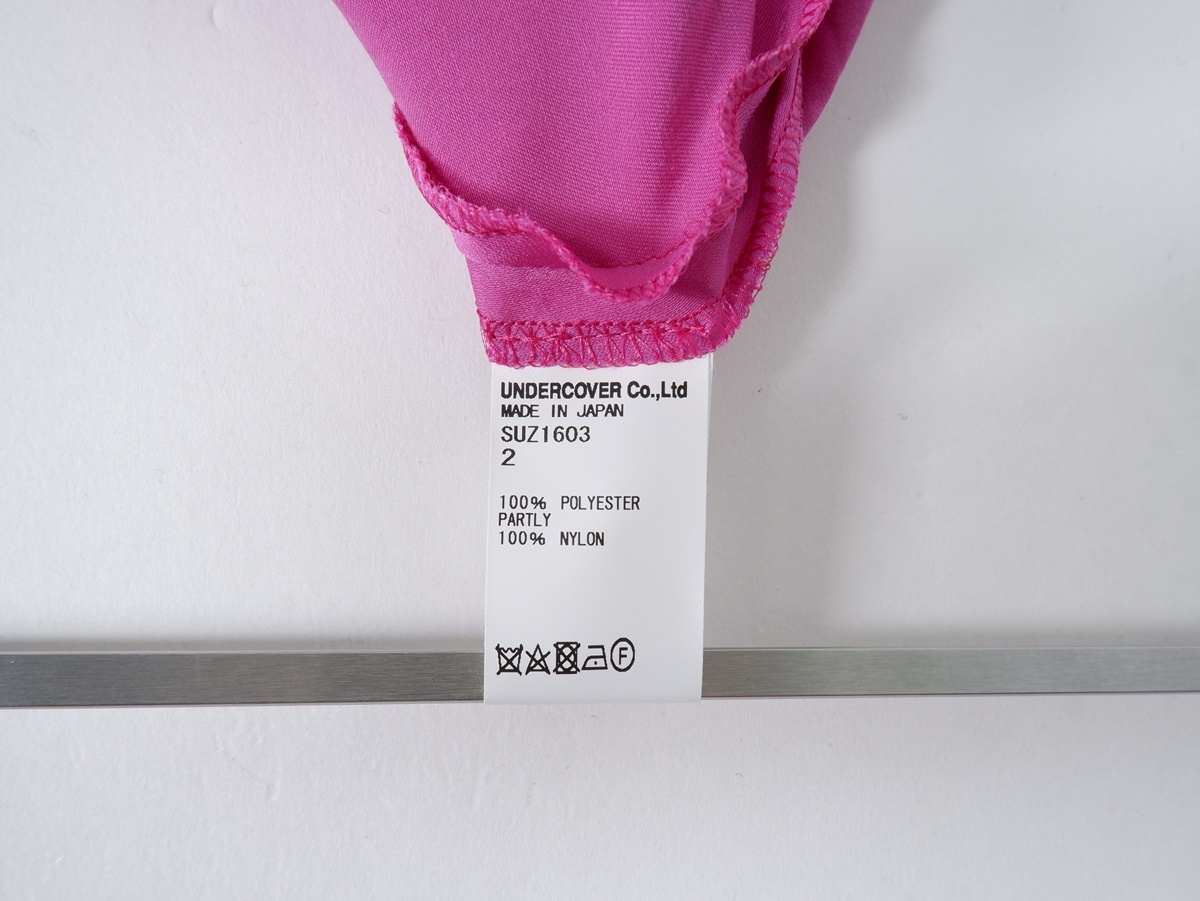 UNDERCOVER Co.,Ltd
MADE IN JAPAN
SUZ1603
2
100% POLYESTER
PARTLY
100% NYLON
F